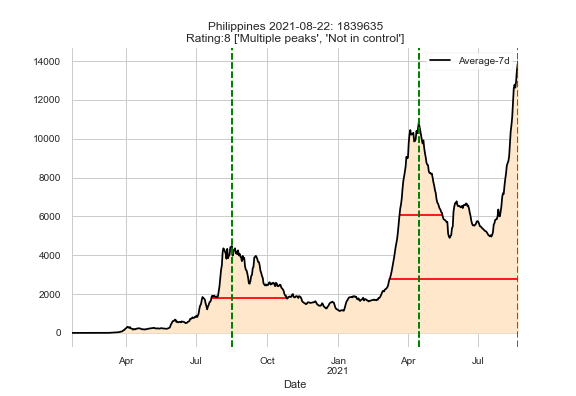 Philippines 2021-08-22: 1839635
Rating:8 ['Multiple peaks', 'Not in control']
Average-7d
14000
12000
10000
8000
6000
4000
2000
0
Apr
Jul
Oct
Jan
2021
Apr
Jul
Date